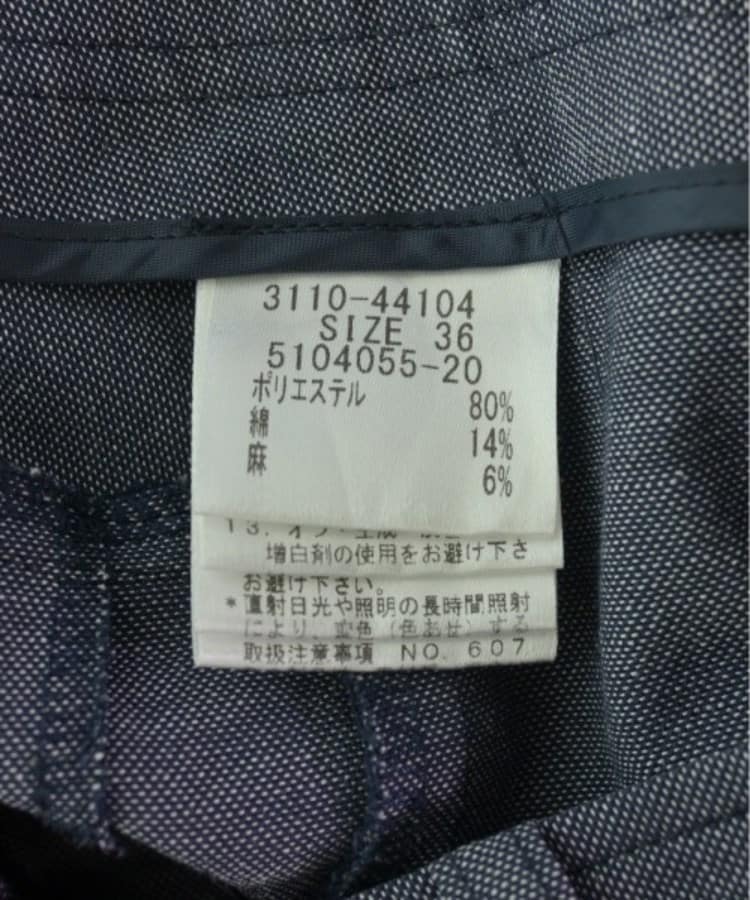 3110-44104
SIZE 36
5104055-20
ポリエステル 80%
綿 14%
麻 6%
増白剤の使用をお避け下さ
お避け下さい。
*直射日光や照明の長時間照射
により、変色(色あせ)する
取扱注意事項 NO. 607